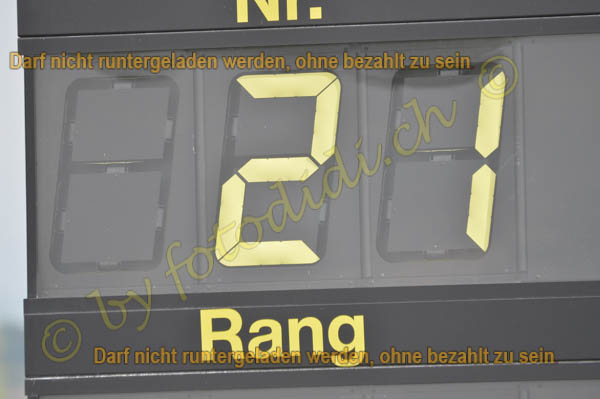 Nr.
Darf nicht runtergeladen werden, ohne bezahlt zu sein
21
© by fotodidi.ch ©
Rang
© Darf nicht runtergeladen werden, ohne bezahlt zu sein